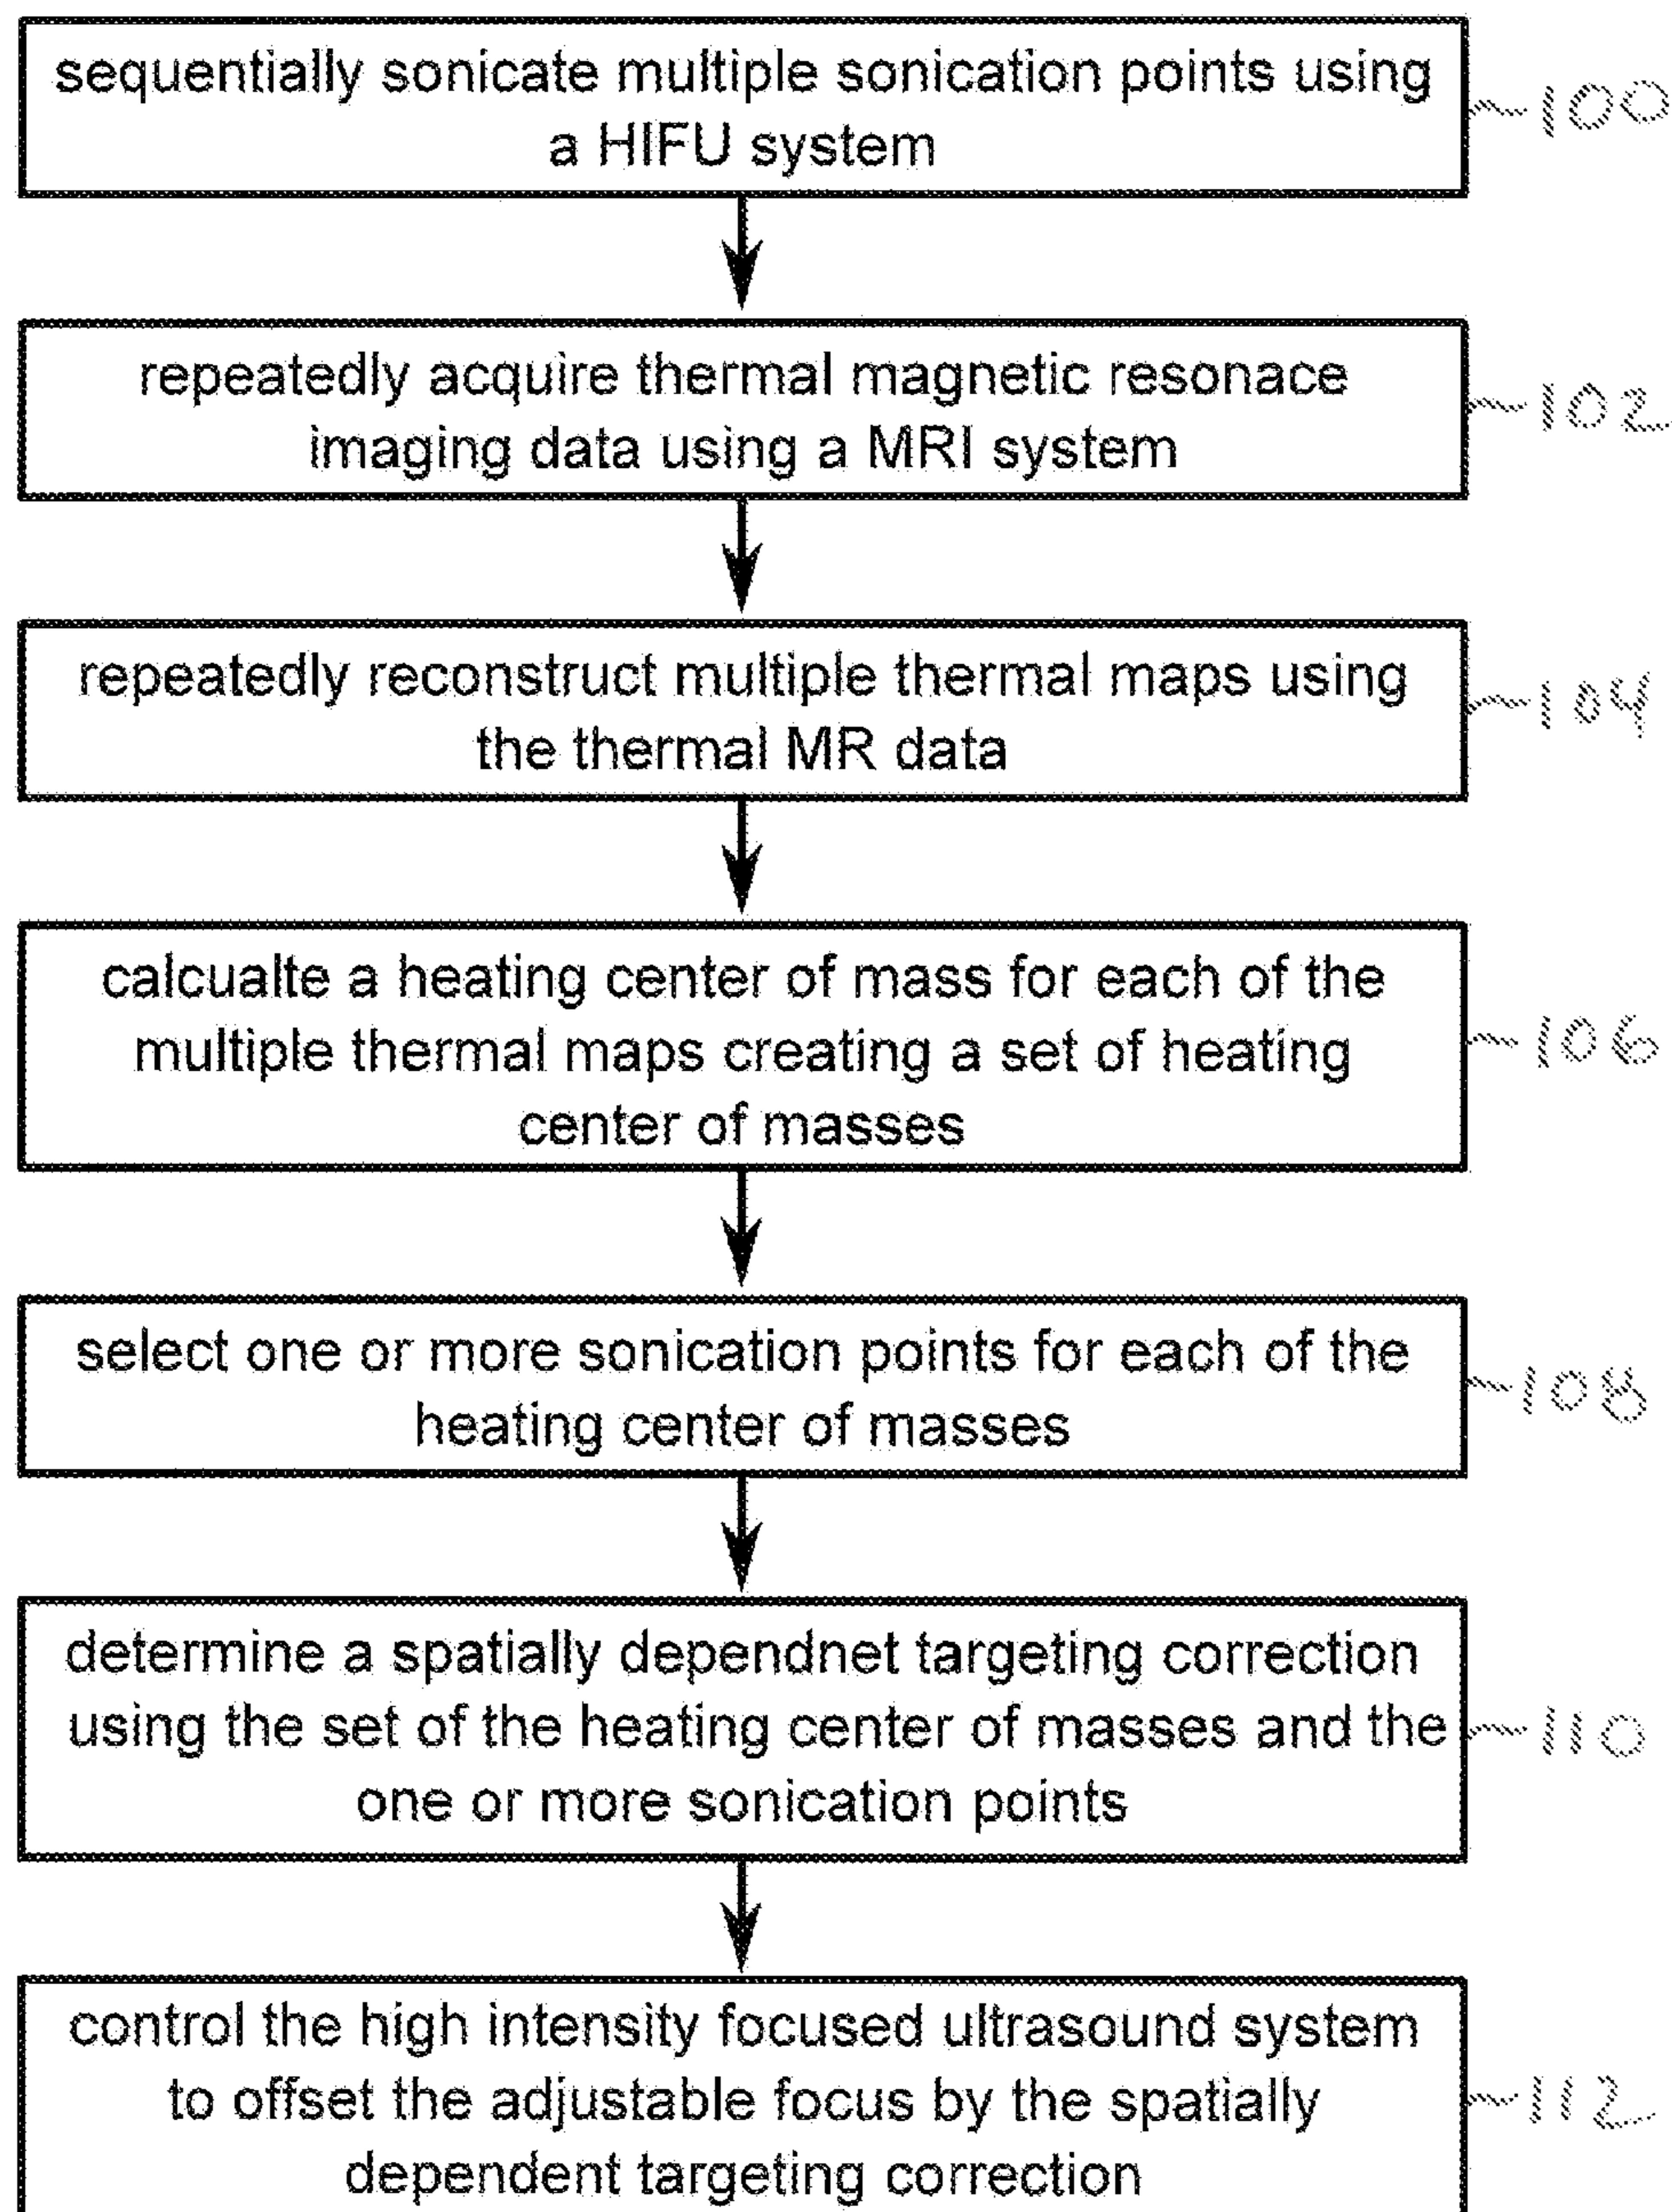 sequentially sonicate multiple sonication points using
a HIFU system
100
repeatedly acquire thermal magnetic resonace
imaging data using a MRI system
102
repeatedly reconstruct multiple thermal maps using
the thermal MR data
104
calcualte a heating center of mass for each of the
multiple thermal maps creating a set of heating
center of masses
106
select one or more sonication points for each of the
heating center of masses
108
determine a spatially dependnet targeting correction
using the set of the heating center of masses and the
one or more sonication points
110
control the high intensity focused ultrasound system
to offset the adjustable focus by the spatially
dependent targeting correction
112